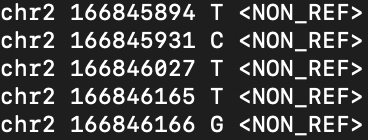 chr2 166845894 T <NON_REF>
chr2 166845931 C <NON_REF>
chr2 166846027 T <NON_REF>
chr2 166846165 T <NON_REF>
chr2 166846166 G <NON_REF>